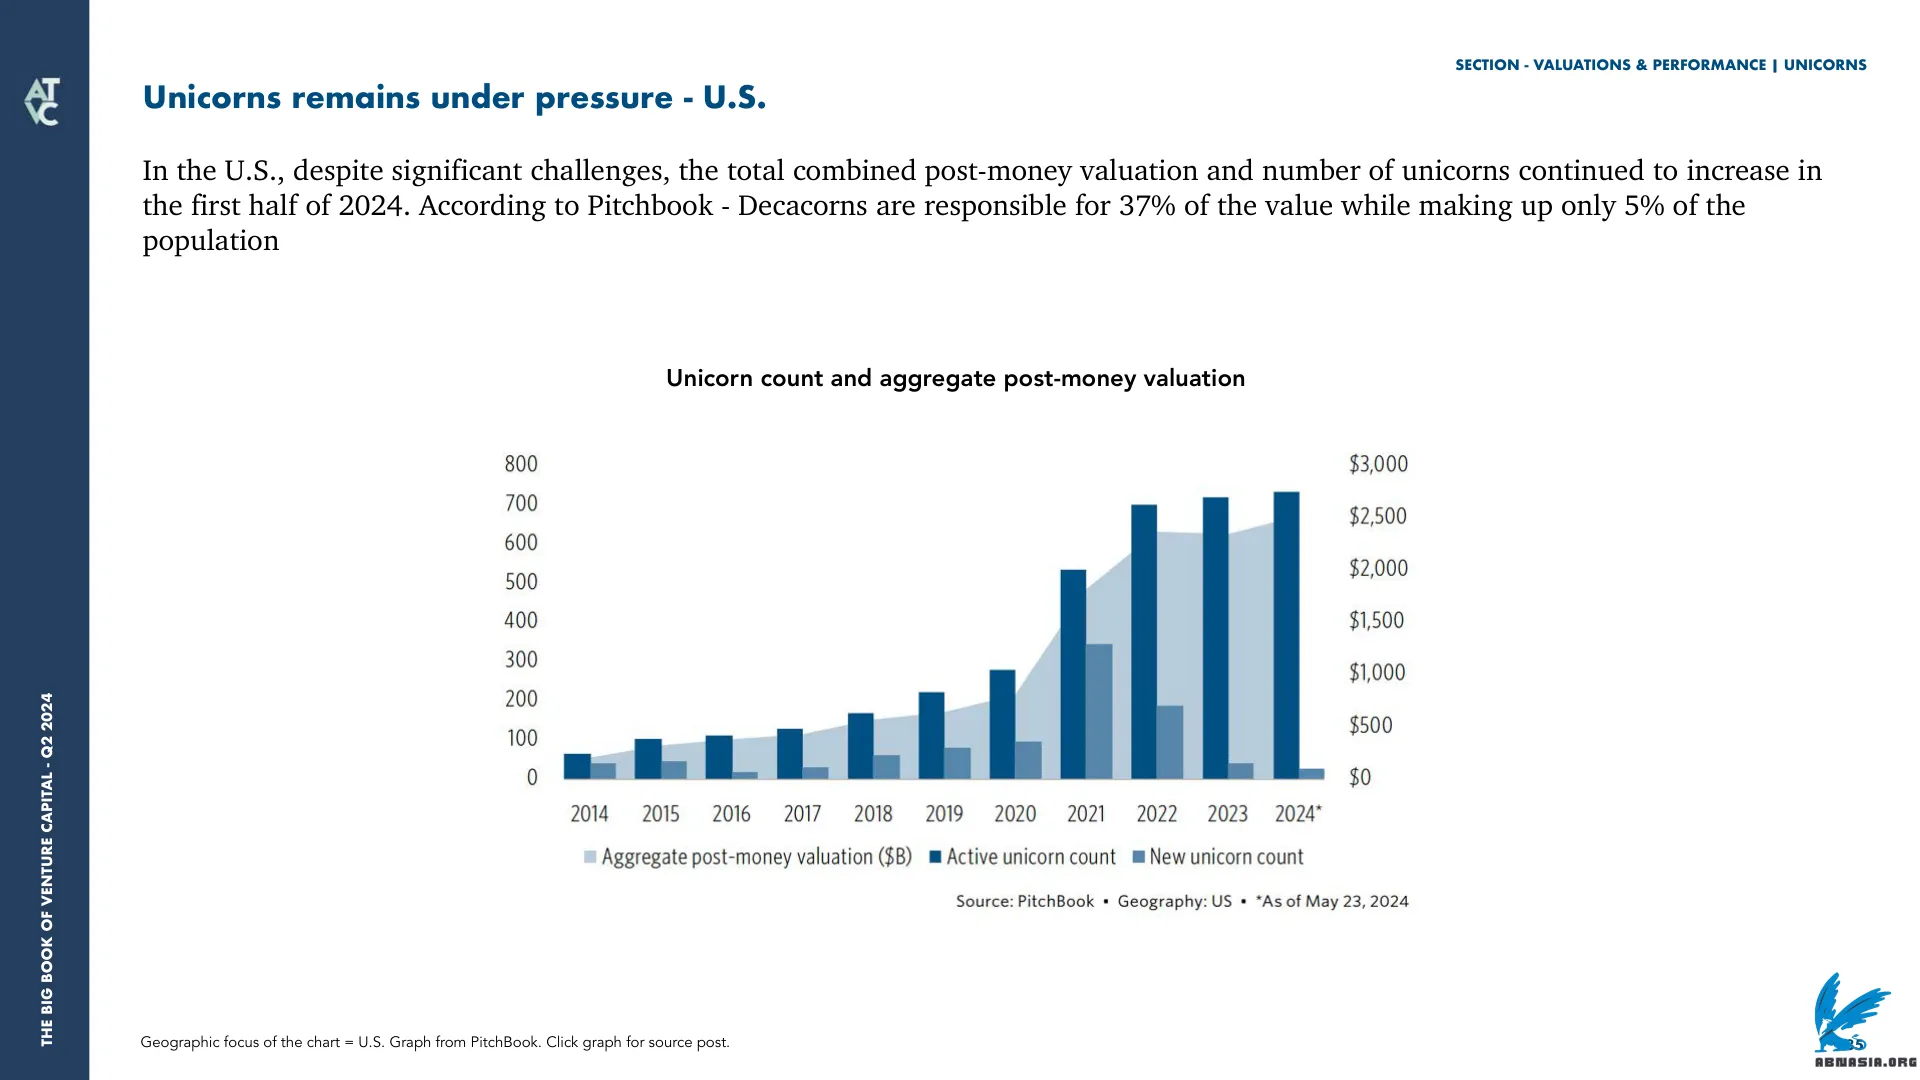 SECTION - VALUATIONS & PERFORMANCE | UNICORNS
AT
VC
Unicorns remains under pressure - U.S.
In the U.S., despite significant challenges, the total combined post-money valuation and number of unicorns continued to increase in
the first half of 2024. According to Pitchbook - Decacorns are responsible for 37% of the value while making up only 5% of the
population
Unicorn count and aggregate post-money valuation
800 $3,000
700 $2,500
600
500 $2,000
400 $1,500
300 $1,000
200 $500
100
0 $0
2014 2015 2016 2017 2018 2019 2020 2021 2022 2023 2024*
Aggregate post-money valuation ($B) Active unicorn count New unicorn count
Source: PitchBook ▪ Geography: US ▪ *As of May 23, 2024
THE BIG BOOK OF VENTURE CAPITAL - Q2 2024
Geographic focus of the chart = U.S. Graph from PitchBook. Click graph for source post.
35
ABNASIA.ORG